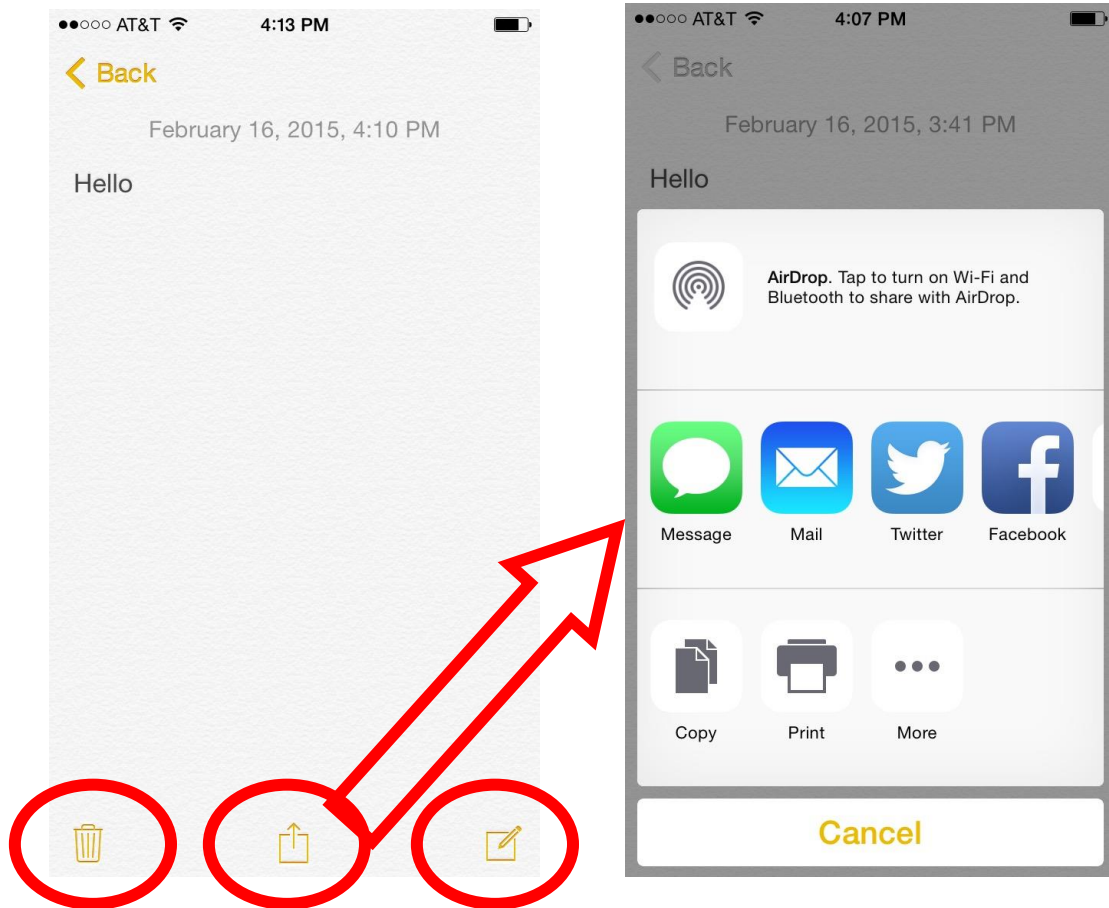 AT&T 4:13 PM
Back
February 16, 2015, 4:10 PM
Hello
AT&T 4:07 PM
Back
February 16, 2015, 3:41 PM
Hello
AirDrop. Tap to turn on Wi-Fi and
Bluetooth to share with AirDrop.
Message Mail Twitter Facebook
Copy Print More
Cancel